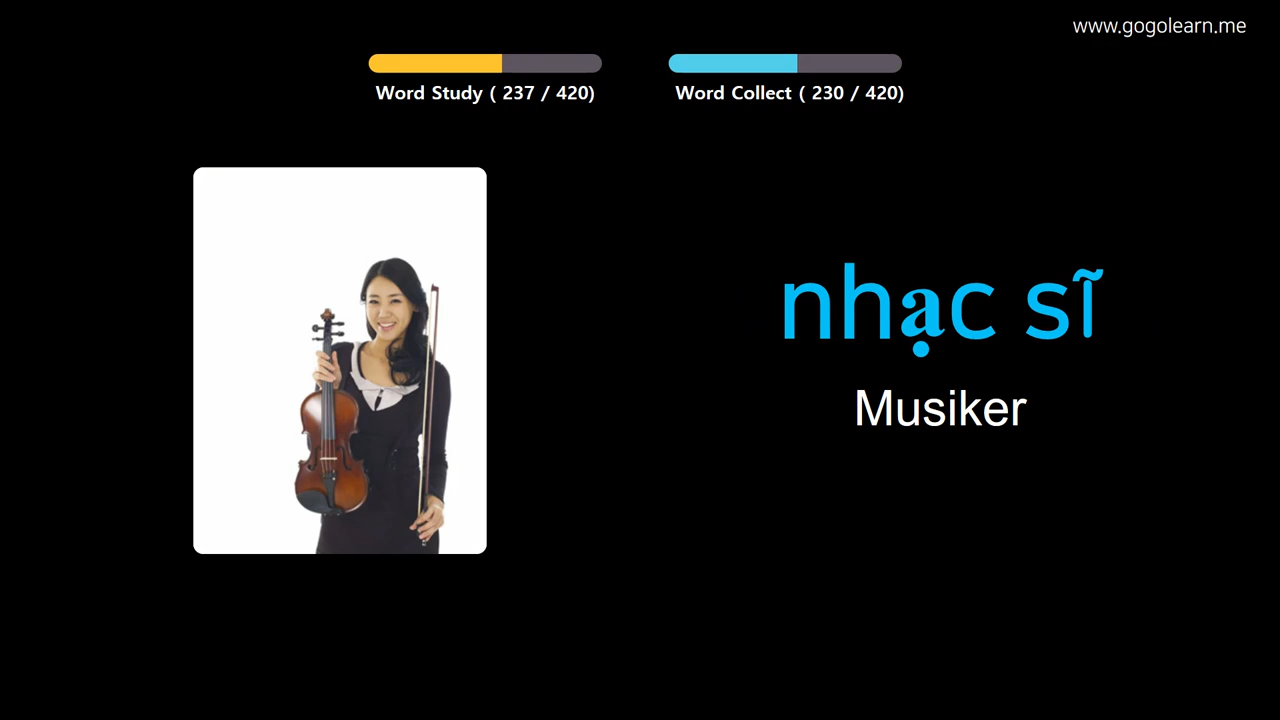 www.gogolearn.me
Word Study ( 237 / 420)
Word Collect ( 230 / 420)
nhạc sĩ
Musiker